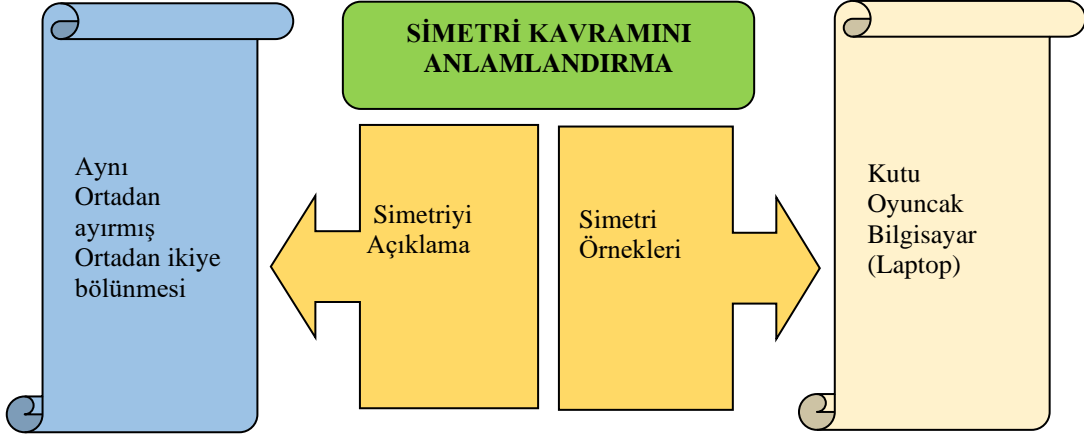 SİMETRİ KAVRAMINI
ANLAMLANDIRMA
Aynı
Ortadan
ayırmış
Ortadan ikiye
bölünmesi
Simetriyi
Açıklama
Simetri
Örnekleri
Kutu
Oyuncak
Bilgisayar
(Laptop)